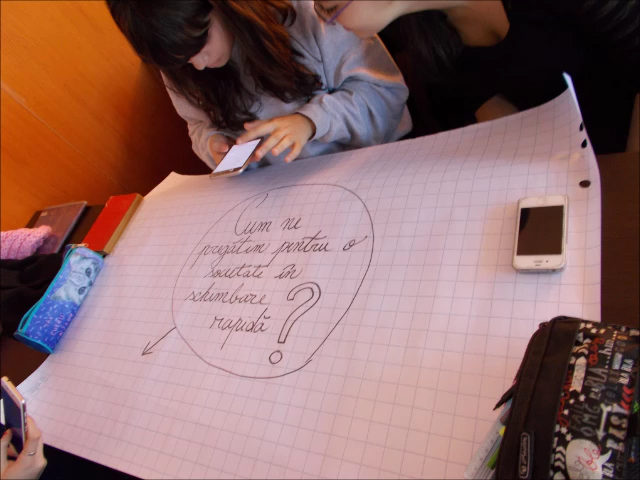 Cum ne
pregătim pentru o
societate în
schimbare
rapidă ?